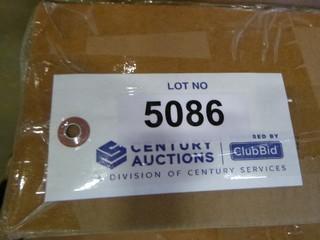 LOT NO
5086
CENTURY
AUCTIONS
ClubBid
DIVISION OF CENTURY SERVICES